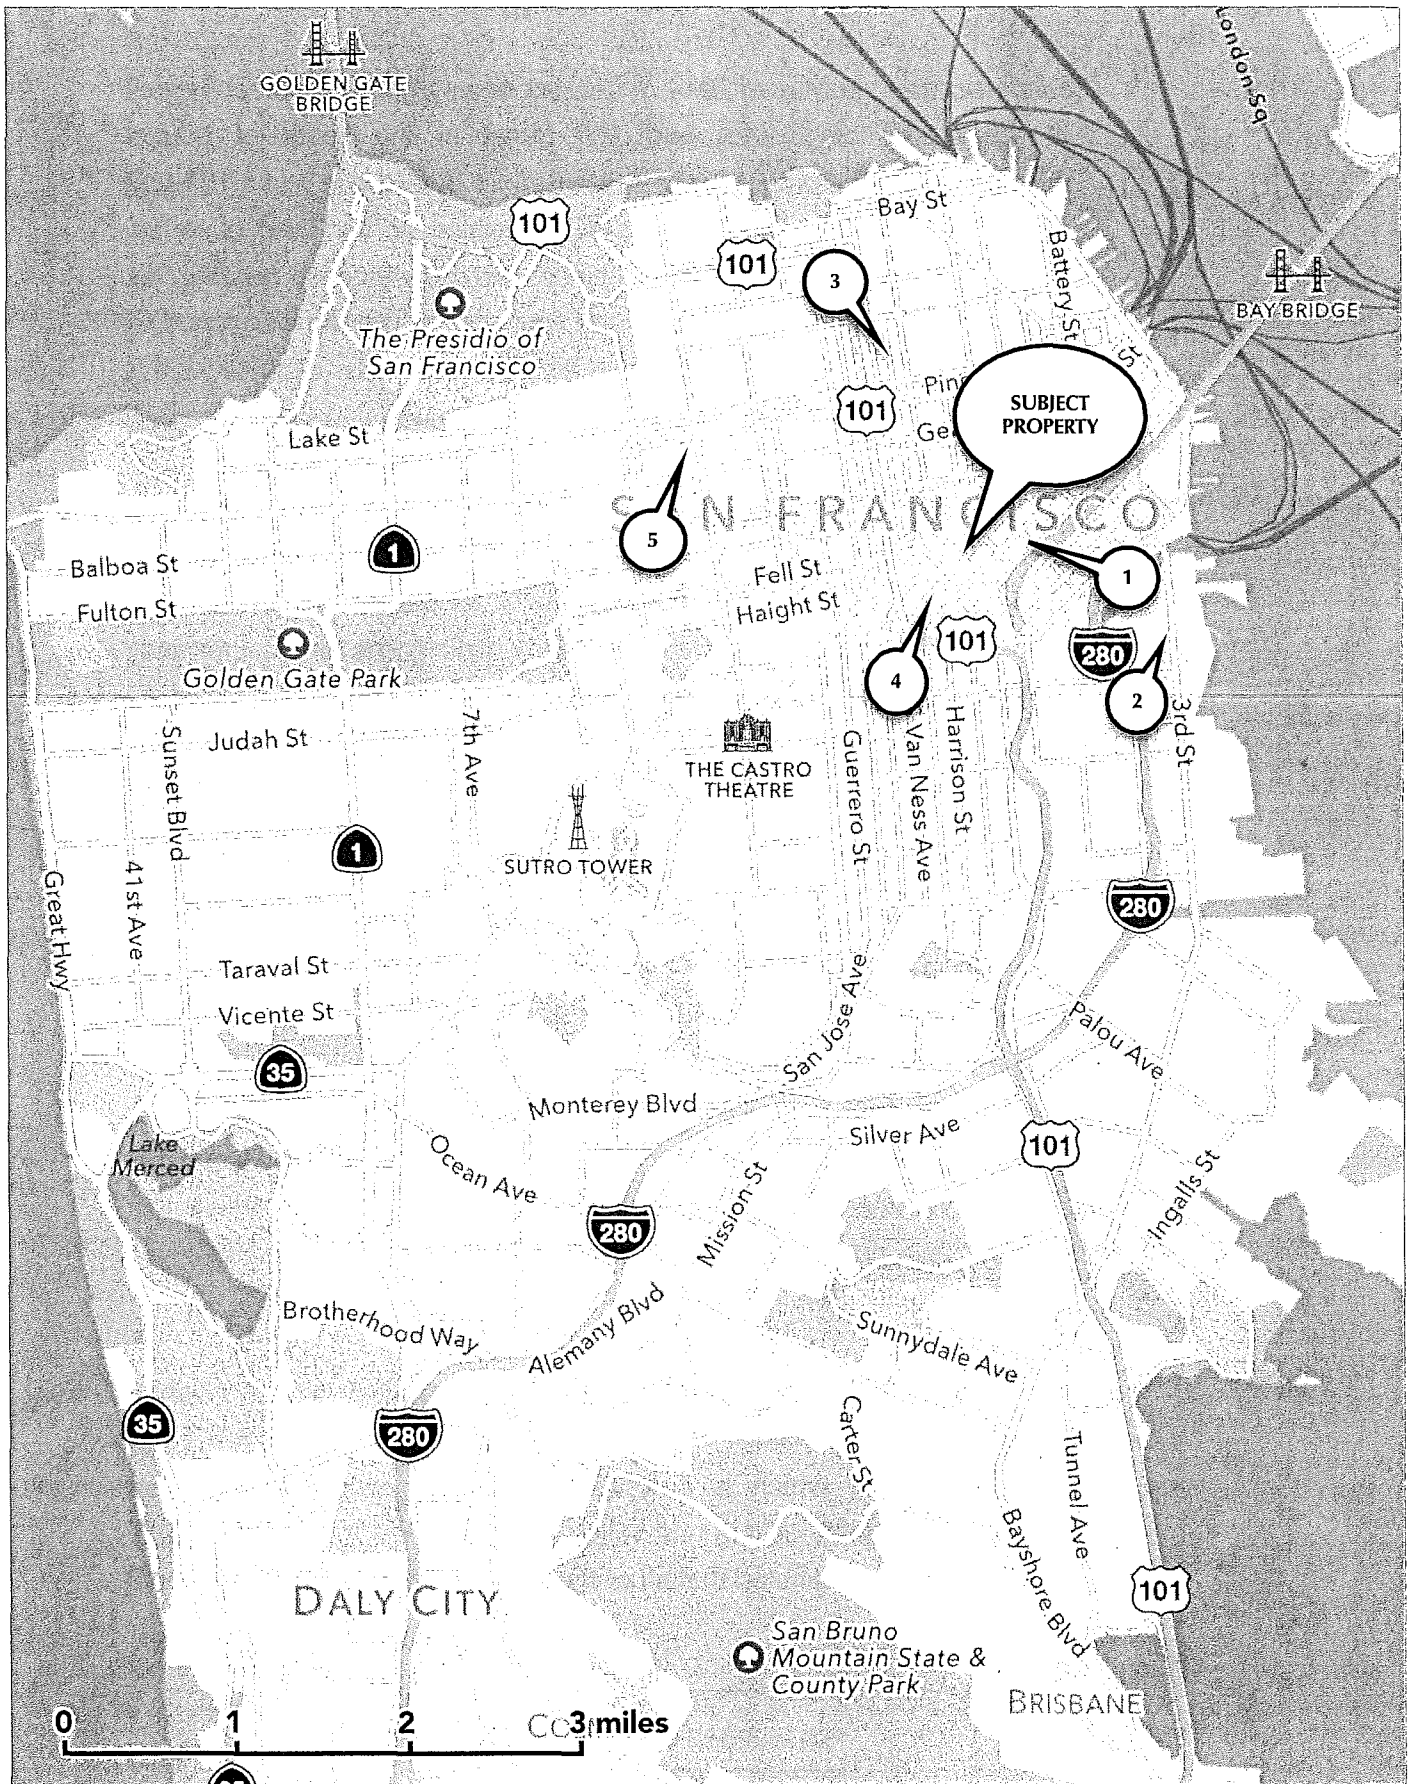 London Sq
GOLDEN GATE
BRIDGE
Bay St
101
101
3
Battery St
BAY BRIDGE
The Presidio of
San Francisco
St
101
SUBJECT
PROPERTY
Lake St
SAN FRANCISCO
5
1
1
Balboa St
Fell St
Fulton St
Haight St
101
280
Golden Gate Park
4
2
3rd St
7th Ave
Judah St
Sunset Blvd
Guerrero St
Van Ness Ave
Harrison St
THE CASTRO
THEATRE
1
SUTRO TOWER
Great Hwy
41st Ave
280
Taraval St
Vicente St
San Jose Ave
Palou Ave
35
Monterey Blvd
Silver Ave
101
Lake
Merced
Ocean Ave
Mission St
Ingalls St
280
Brotherhood Way
Alemany Blvd
Sunnydale Ave
35
280
Carter St
Tunnel Ave
Bayshore Blvd
101
DALY CITY
San Bruno
Mountain State &
County Park
BRISBANE
0 1 2 3 miles